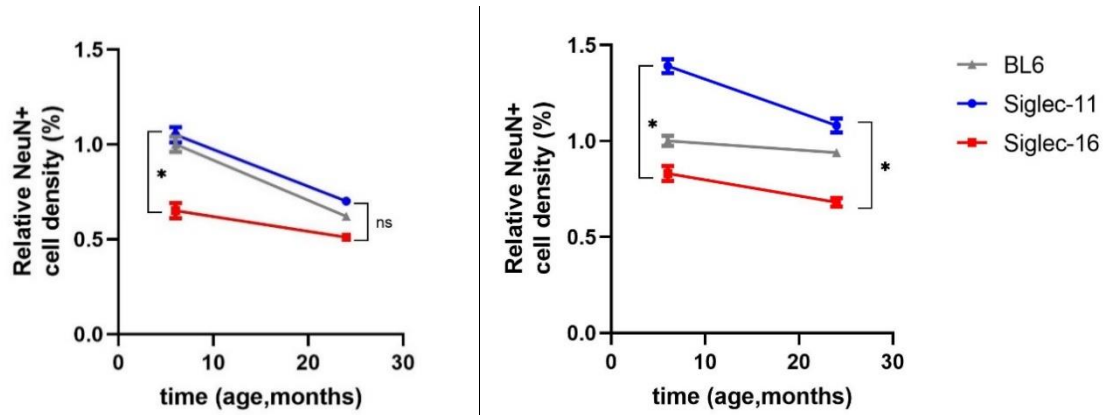 Relative NeuN+
cell density (%)
1.5
1.0
0.5
0.0
*
ns
0 10 20 30
time (age,months)
Relative NeuN+
cell density (%)
1.5
1.0
0.5
0.0
*
*
0 10 20 30
time (age,months)
BL6
Siglec-11
Siglec-16